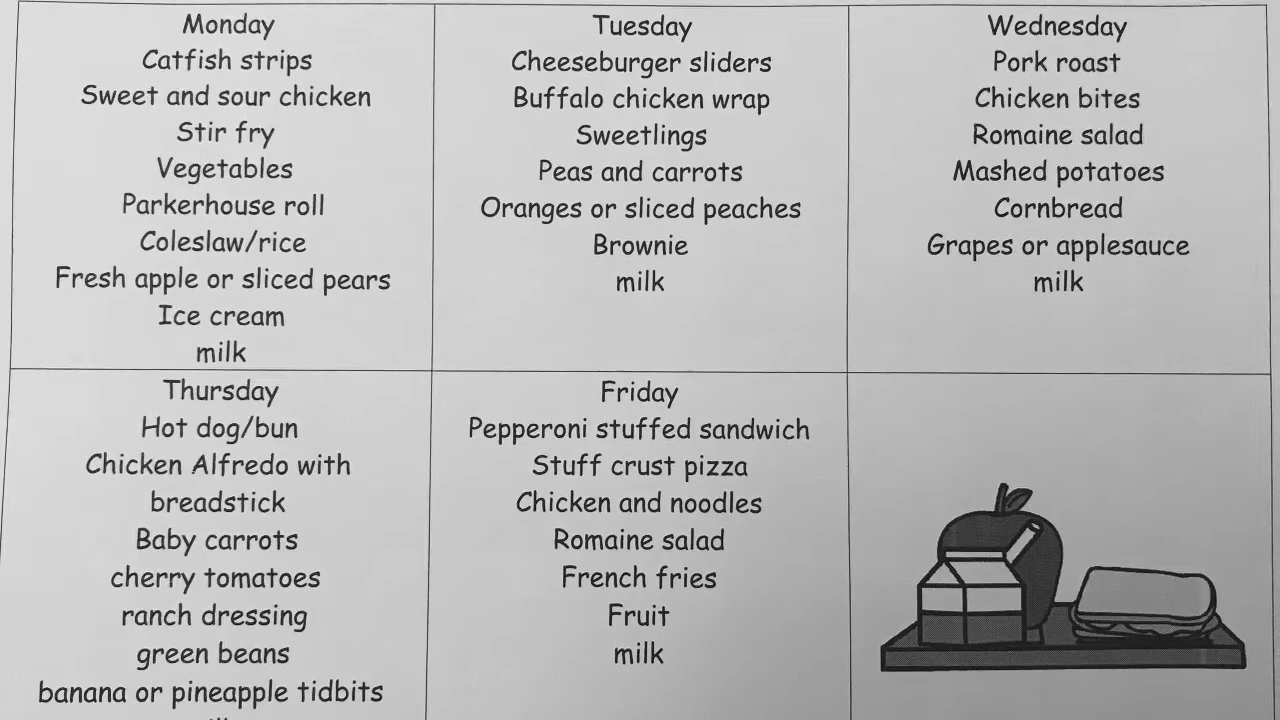 Monday
Catfish strips
Sweet and sour chicken
Stir fry
Vegetables
Parkerhouse roll
Coleslaw/rice
Fresh apple or sliced pears
Ice cream
milk
Tuesday
Cheeseburger sliders
Buffalo chicken wrap
Sweetlings
Peas and carrots
Oranges or sliced peaches
Brownie
milk
Wednesday
Pork roast
Chicken bites
Romaine salad
Mashed potatoes
Cornbread
Grapes or applesauce
milk
Thursday
Hot dog/bun
Chicken Alfredo with
breadstick
Baby carrots
cherry tomatoes
ranch dressing
green beans
banana or pineapple tidbits
Friday
Pepperoni stuffed sandwich
Stuff crust pizza
Chicken and noodles
Romaine salad
French fries
Fruit
milk